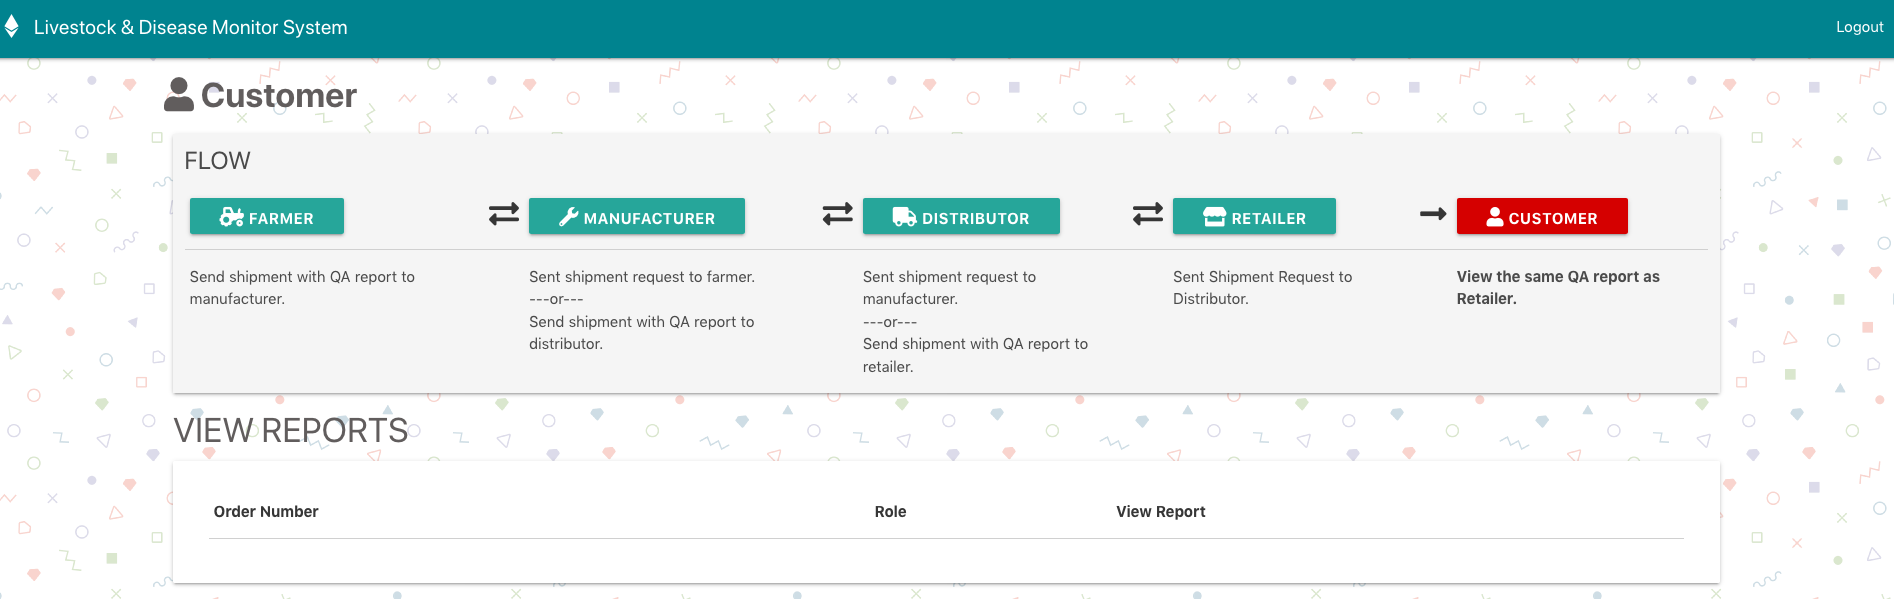 Livestock & Disease Monitor System
Logout
Customer
FLOW
FARMER
MANUFACTURER
DISTRIBUTOR
RETAILER
CUSTOMER
Send shipment with QA report to
manufacturer.
Sent shipment request to farmer.
---or---
Send shipment with QA report to
distributor.
Sent shipment request to
manufacturer.
---or---
Send shipment with QA report to
retailer.
Sent Shipment Request to
Distributor.
View the same QA report as
Retailer.
VIEW REPORTS
Order Number
Role
View Report